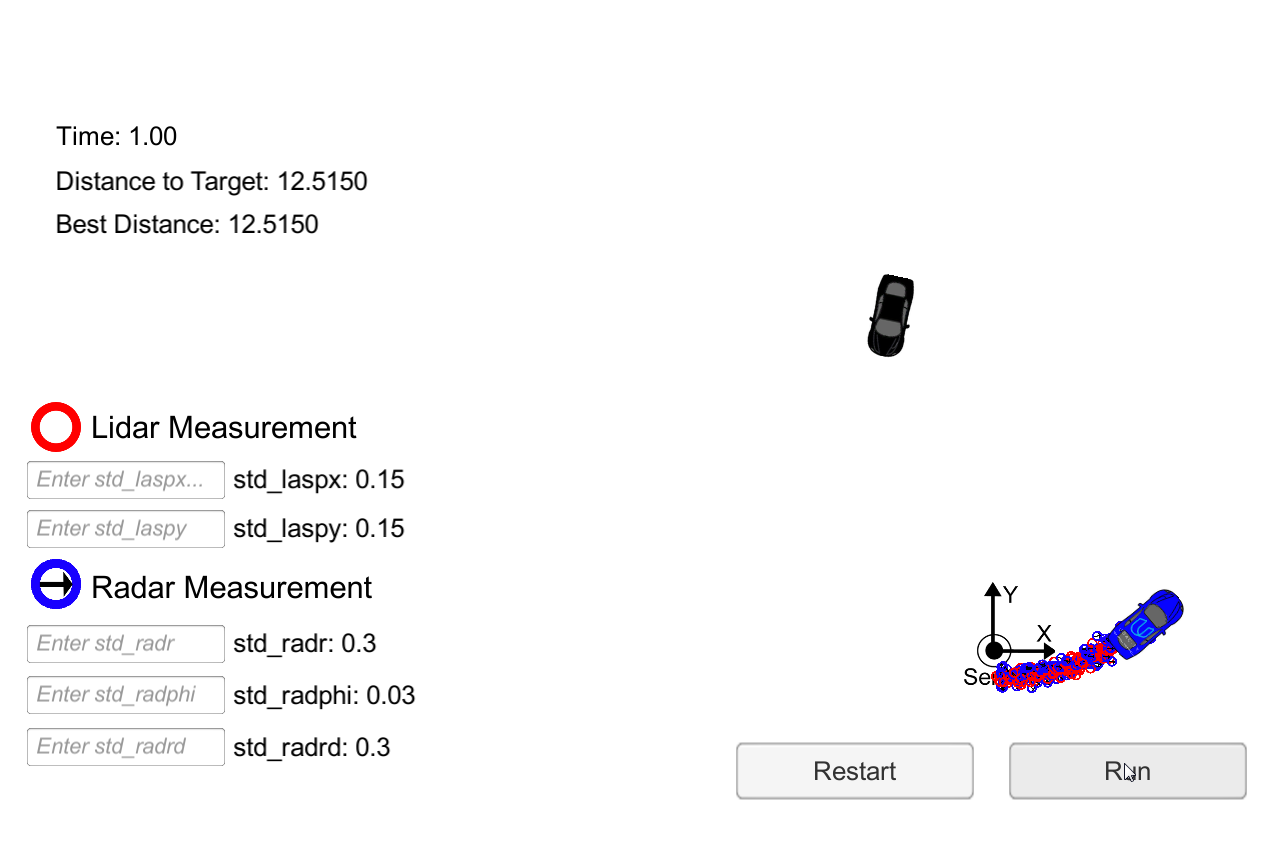 Time: 1.00
Distance to Target: 12.5150
Best Distance: 12.5150
Lidar Measurement
Enter std_laspx...
std_laspx: 0.15
Enter std_laspy
std_laspy: 0.15
Radar Measurement
Enter std_radr
std_radr: 0.3
Enter std_radphi
std_radphi: 0.03
Enter std_radrd
std_radrd: 0.3
Y
X
Se
Restart
Run